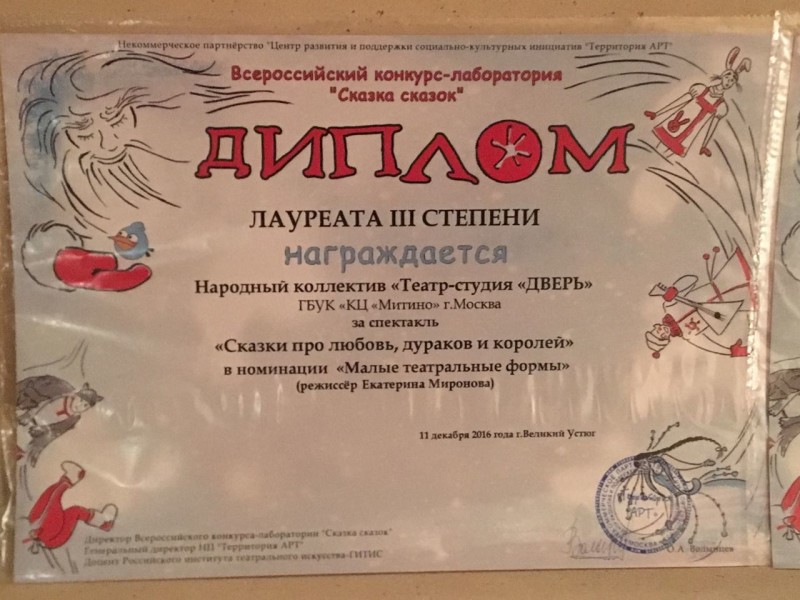 Некоммерческое партнёрство "Центр развития и поддержки социально-культурных инициатив "Территория АРТ"
Всероссийский конкурс-лаборатория
"Сказка сказок"
ДИПЛОМ
ЛАУРЕАТА III СТЕПЕНИ
награждается
Народный коллектив «Театр-студия «ДВЕРЬ»
ГБУК «КЦ «Митино» г.Москва
за спектакль
«Сказки про любовь, дураков и королей»
в номинации «Малые театральные формы»
(режиссёр Екатерина Миронова)
11 декабря 2016 года г.Великий Устюг
Директор Всероссийского конкурса-лаборатории "Сказка сказок"
Генеральный директор НП "Территория АРТ"
Доцент Российского института театрального искусства-ГИТИС
О.А.
"АРТ"